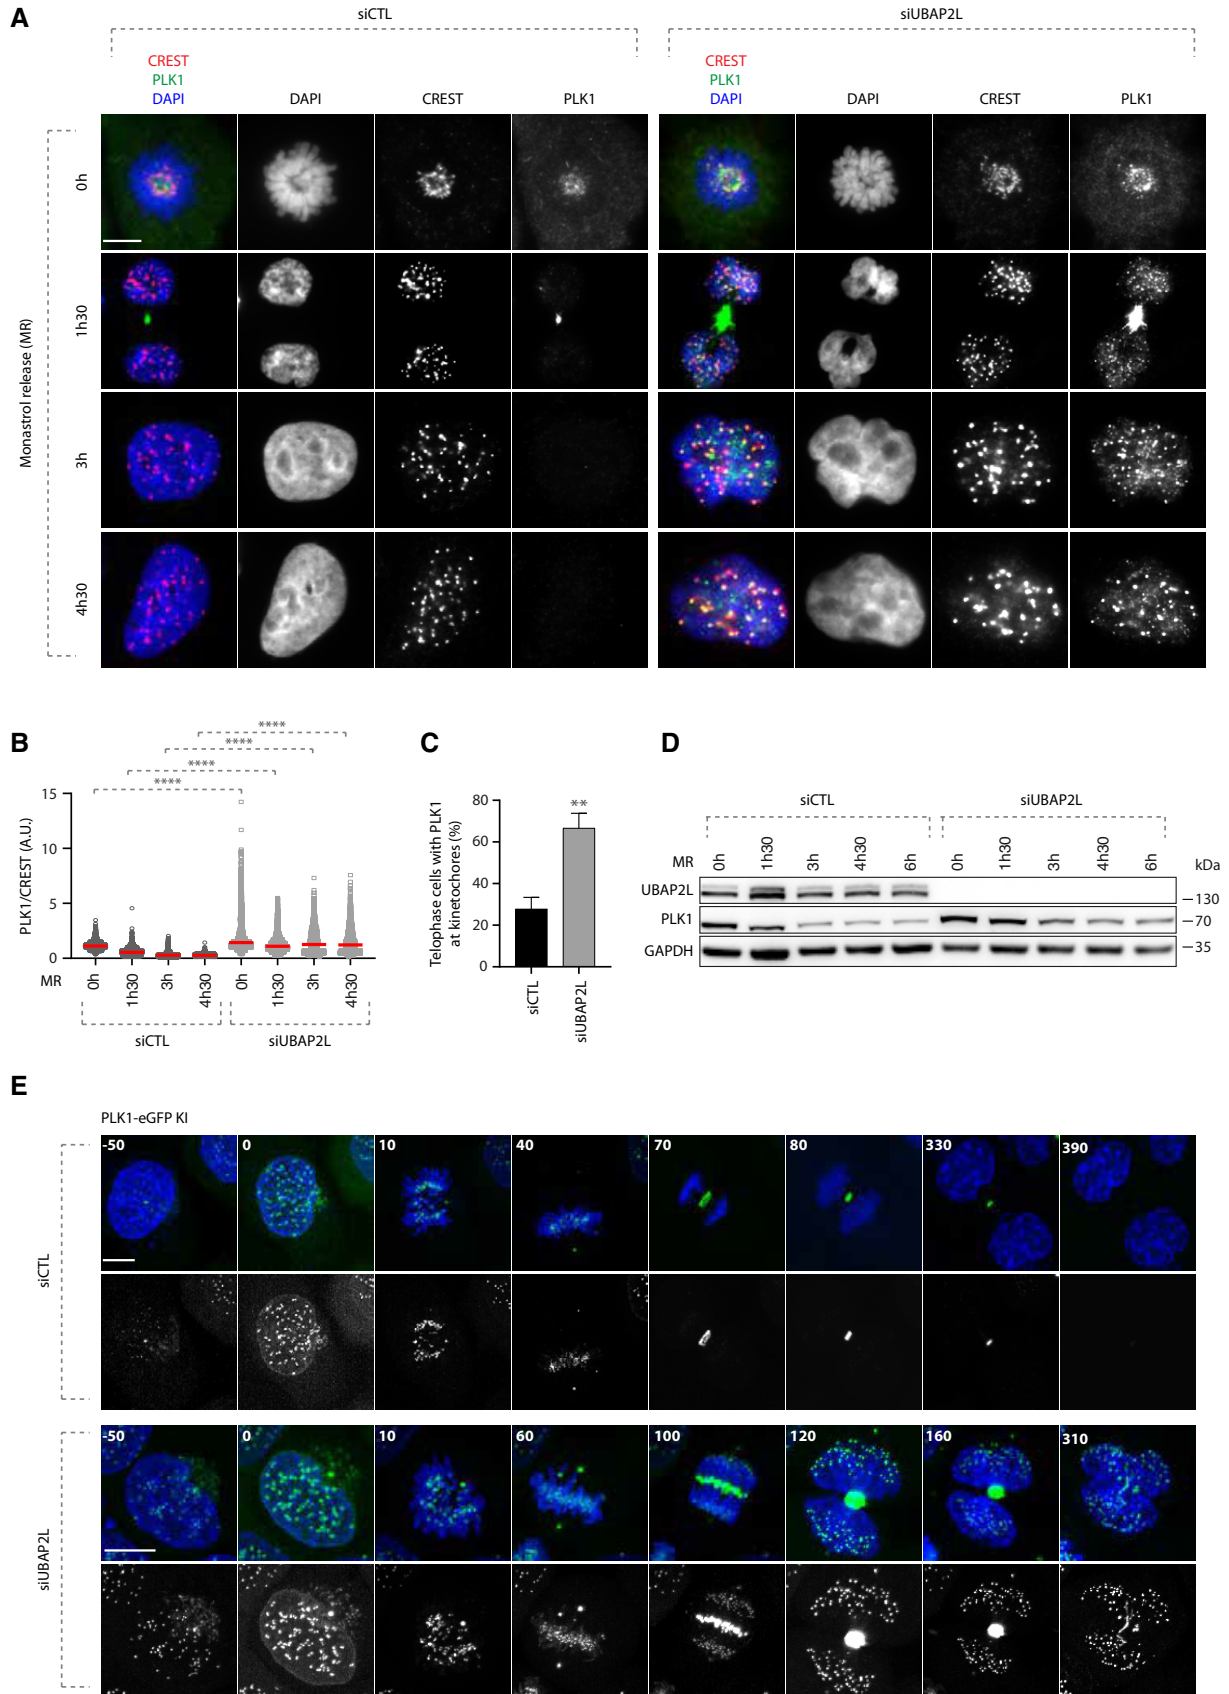 A
siCTL
siUBAP2L
CREST
PLK1
DAPI
DAPI
CREST
PLK1
CREST
PLK1
DAPI
DAPI
CREST
PLK1
Monastrol release (MR)
0h
1h30
3h
4h30
B
****
****
****
****
PLK1/CREST (A.U.)
15
10
5
0
MR
0h
1h30
3h
4h30
0h
1h30
3h
4h30
siCTL
siUBAP2L
C
Telophase cells with PLK1
at kinetochores (%)
80
60
40
20
0
**
siCTL
siUBAP2L
D
siCTL
siUBAP2L
MR
0h
1h30
3h
4h30
6h
0h
1h30
3h
4h30
6h
kDa
UBAP2L
130
PLK1
70
GAPDH
35
E
PLK1-eGFP KI
siCTL
-50
0
10
40
70
80
330
390
siUBAP2L
-50
0
10
60
100
120
160
310